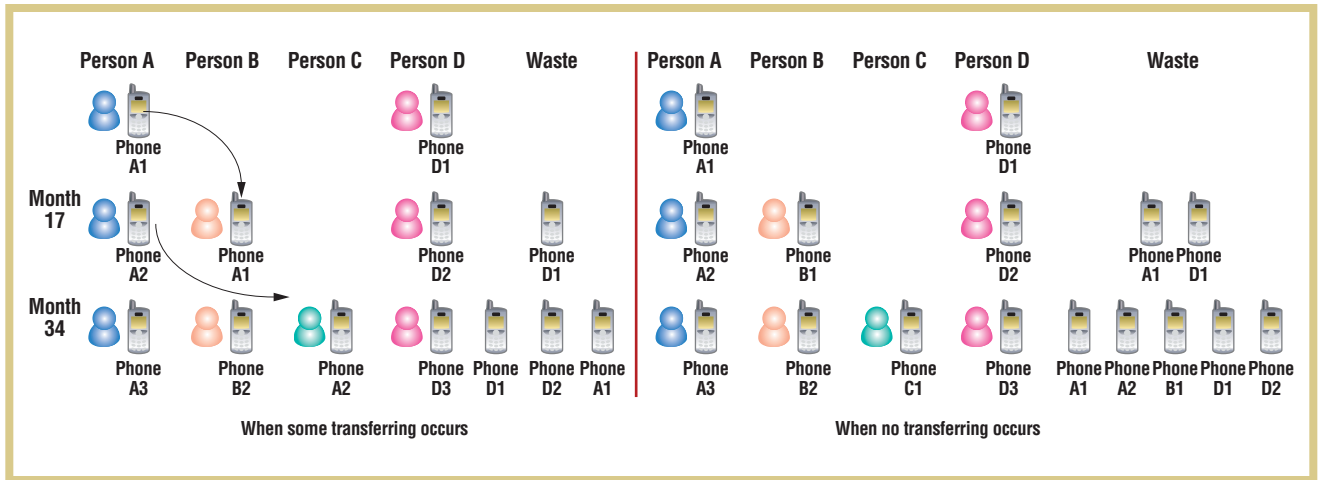 Person A Person B Person C Person D Waste
Phone A1
Phone D1
Month 17
Phone A2
Phone A1
Phone D2
Phone D1
Month 34
Phone A3
Phone B2
Phone A2
Phone D3
Phone D1
Phone D2
Phone A1
When some transferring occurs
Person A Person B Person C Person D Waste
Phone A1
Phone D1
Phone A2
Phone B1
Phone D2
Phone A1
Phone D1
Phone A3
Phone B2
Phone C1
Phone D3
Phone A1
Phone A2
Phone B1
Phone D1
Phone D2
When no transferring occurs